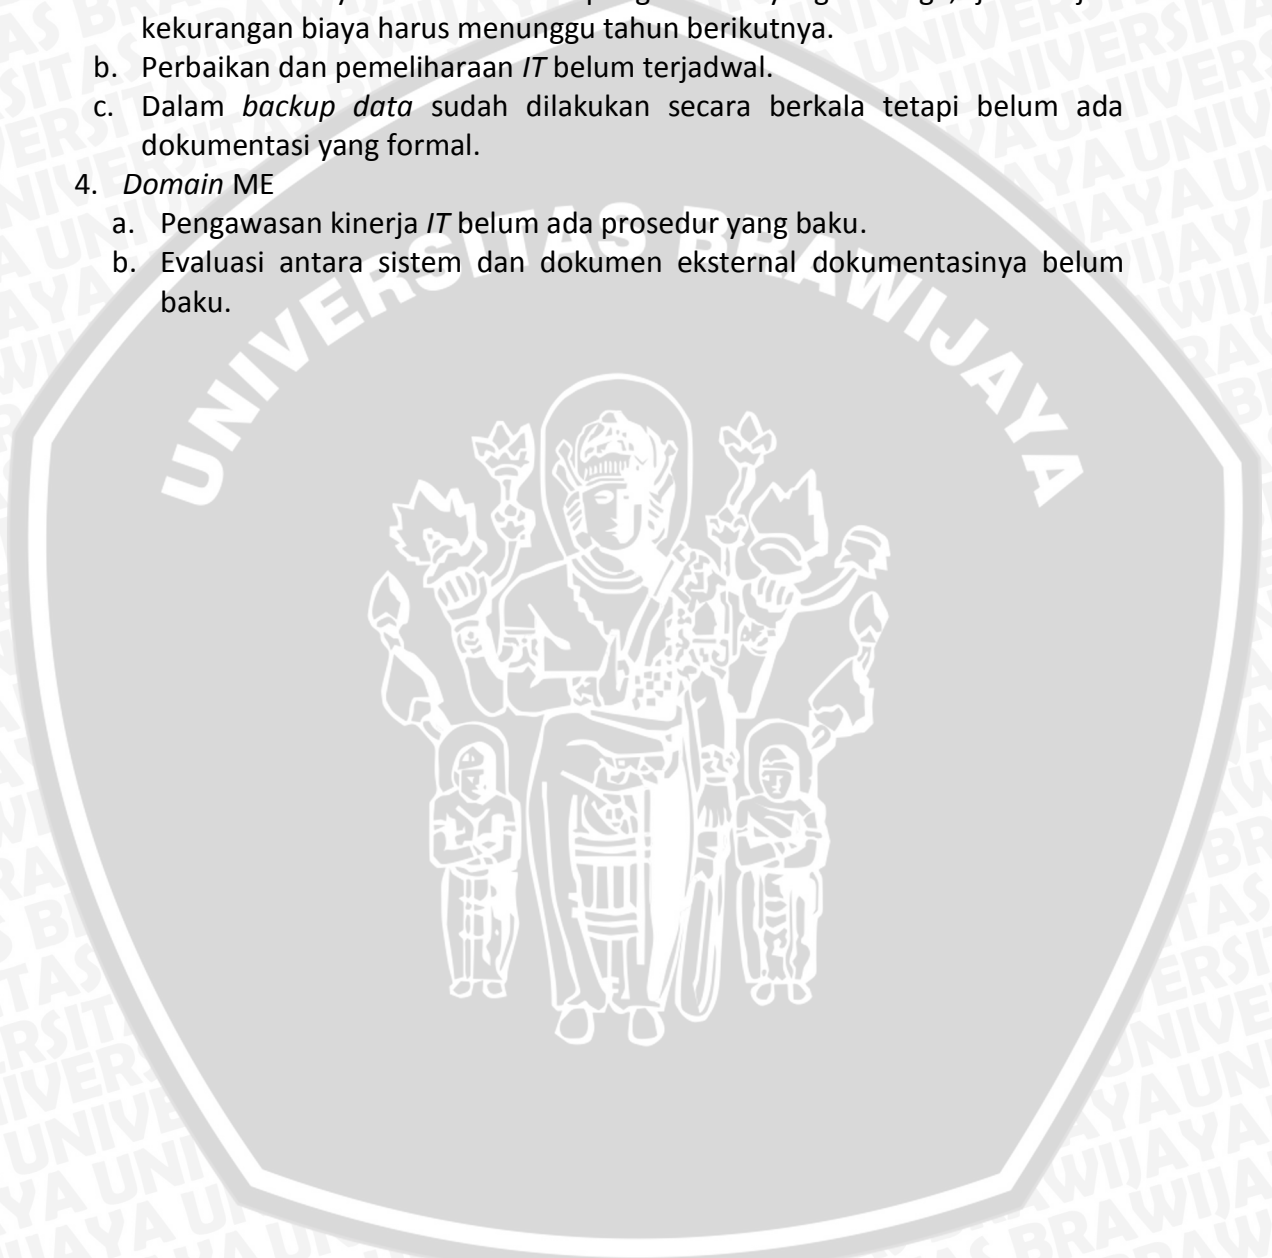 kekurangan biaya harus menunggu tahun berikutnya.
b. Perbaikan dan pemeliharaan IT belum terjadwal.
c. Dalam backup data sudah dilakukan secara berkala tetapi belum ada
dokumentasi yang formal.
4. Domain ME
a. Pengawasan kinerja IT belum ada prosedur yang baku.
b. Evaluasi antara sistem dan dokumen eksternal dokumentasinya belum
baku.
UNIVERSITAS BRAWIJAYA